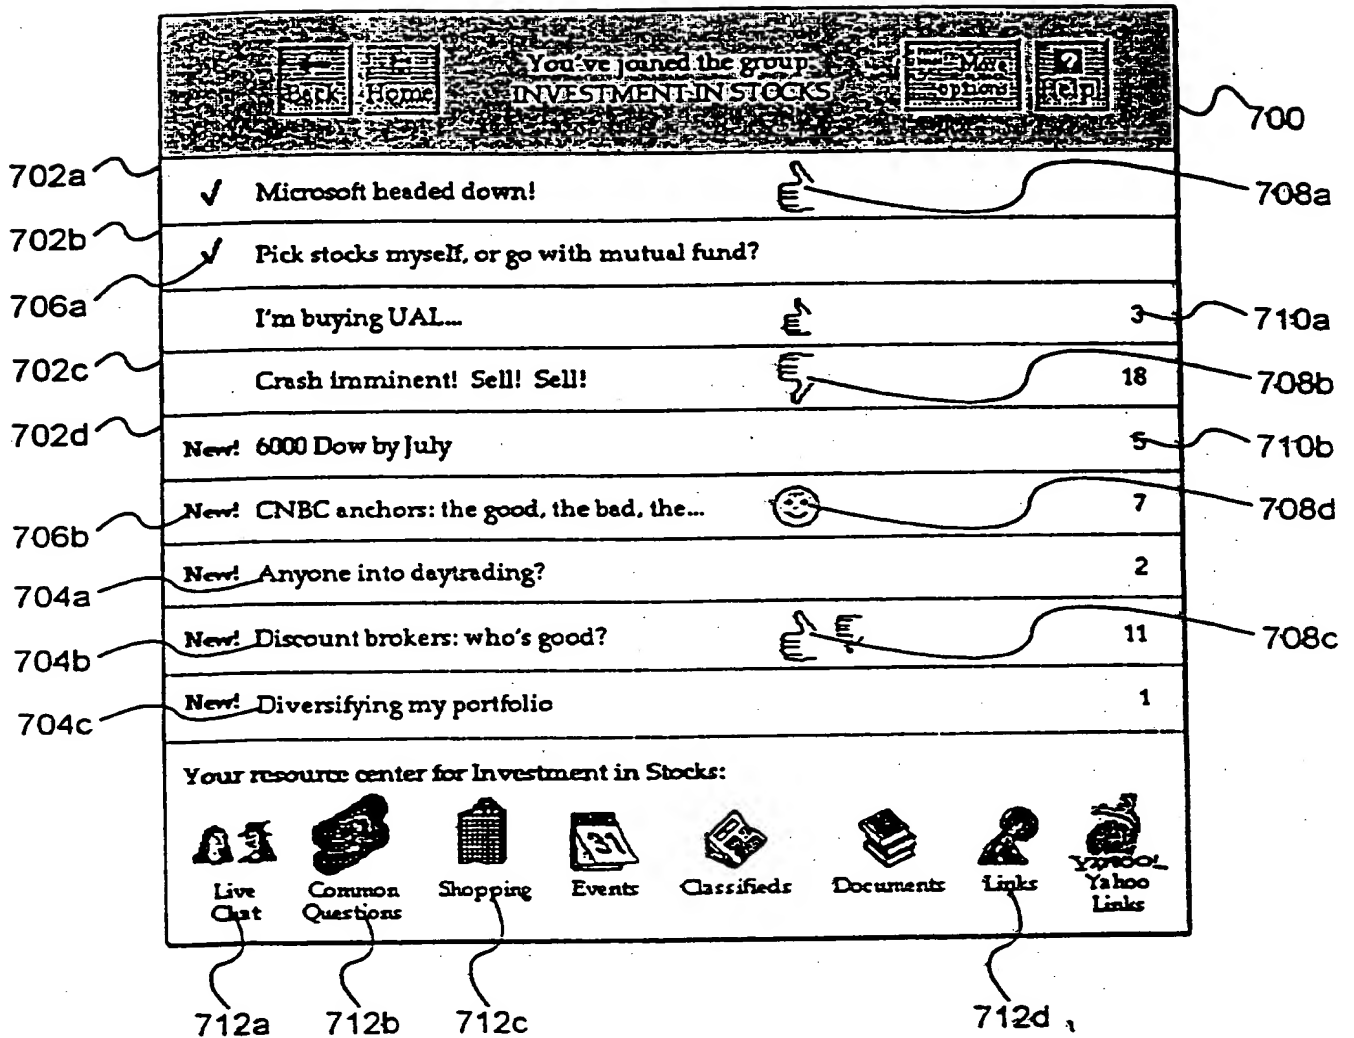 Back
Home
You've joined the group:
INVESTMENT IN STOCKS
More
options
?
Help
700
702a
Microsoft headed down!
708a
702b
Pick stocks myself, or go with mutual fund?
706a
I'm buying UAL...
3
710a
702c
Crash imminent! Sell! Sell!
18
708b
702d
New! 6000 Dow by July
5
710b
706b
New! CNBC anchors: the good, the bad, the...
7
708d
704a
New! Anyone into daytrading?
2
704b
New! Discount brokers: who's good?
11
708c
704c
New! Diversifying my portfolio
1
Your resource center for Investment in Stocks:
31
YAHOO!
Live
Chat
Common
Questions
Shopping
Events
Classifieds
Documents
Links
Yahoo
Links
712a
712b
712c
712d